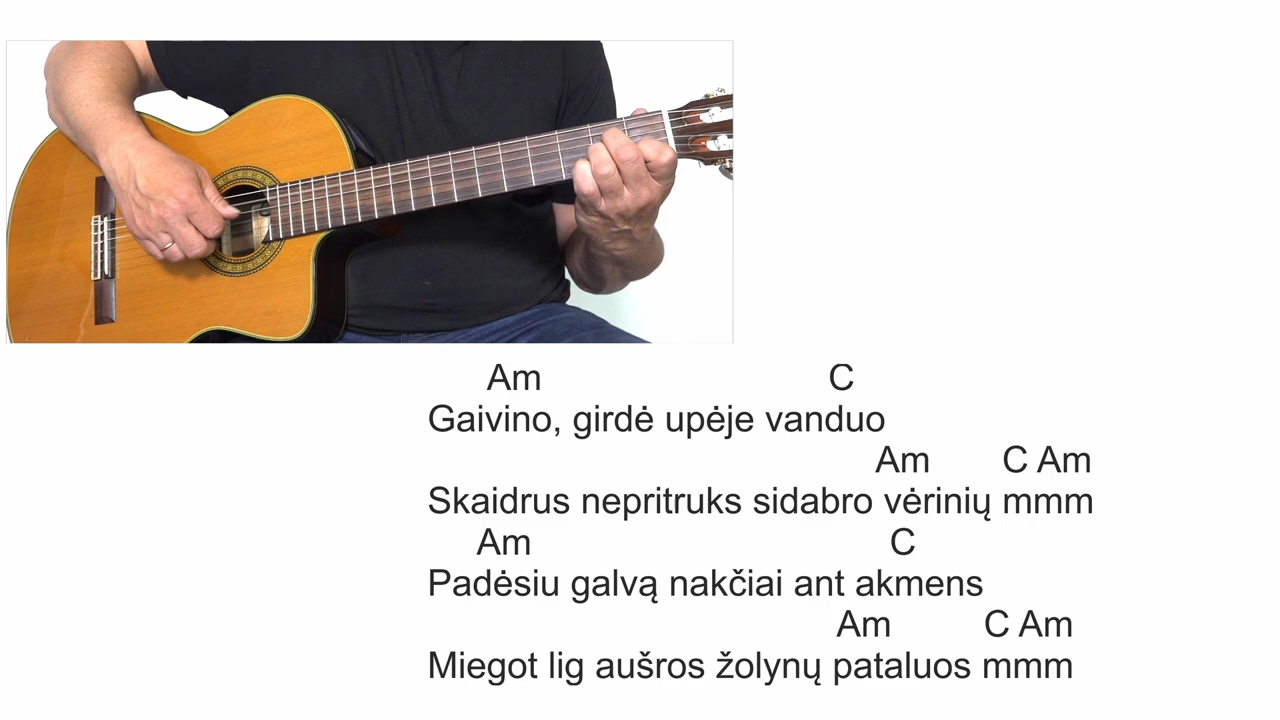 Am C
Gaivino, girdė upėje vanduo
Am C Am
Skaidrus nepritruks sidabro vėrinių mmm
Am C
Padėsiu galvą nakčiai ant akmens
Am C Am
Miegot lig aušros žolynų pataluos mmm